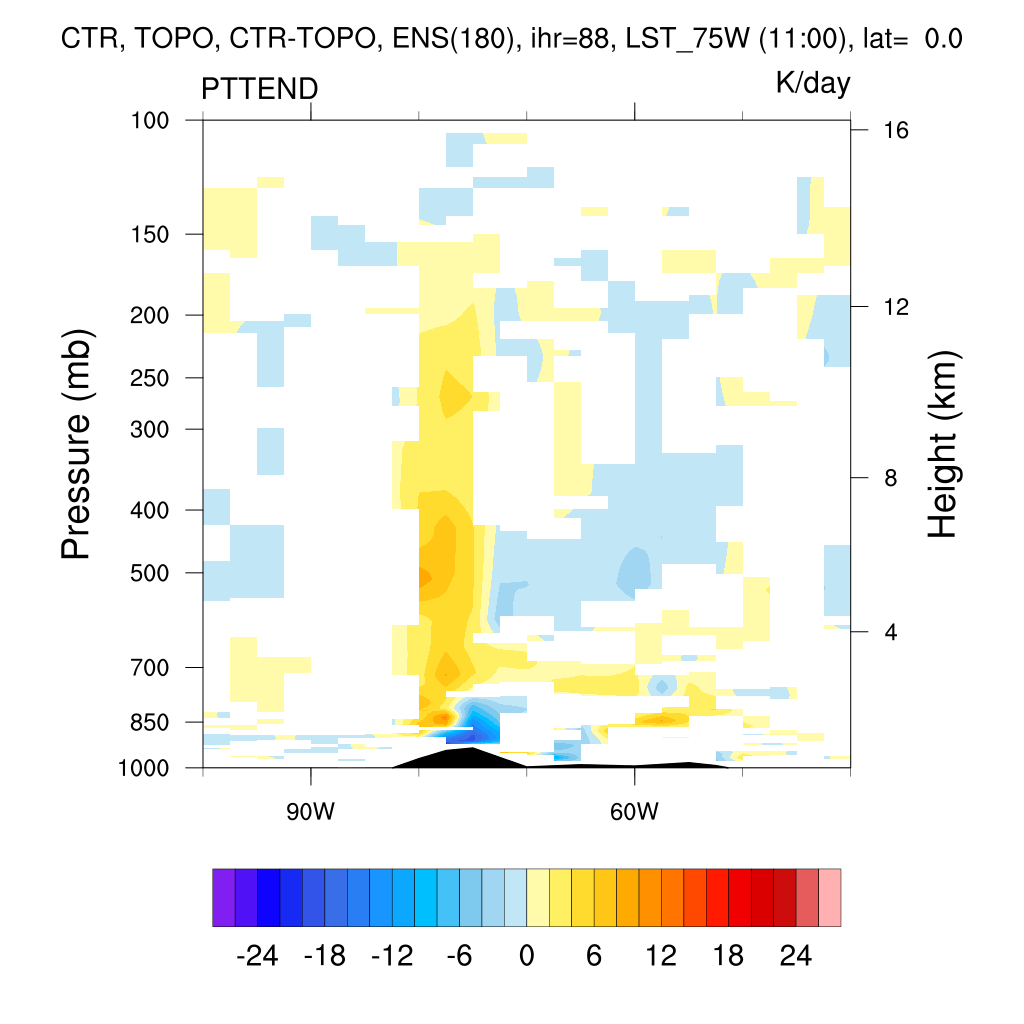 CTR, TOPO, CTR-TOPO, ENS(180), ihr=88, LST_75W (11:00), lat= 0.0
PTTEND K/day
100
150
200
250
300
400
500
700
850
1000
Pressure (mb)
16
12
8
4
Height (km)
90W 60W
-24 -18 -12 -6 0 6 12 18 24